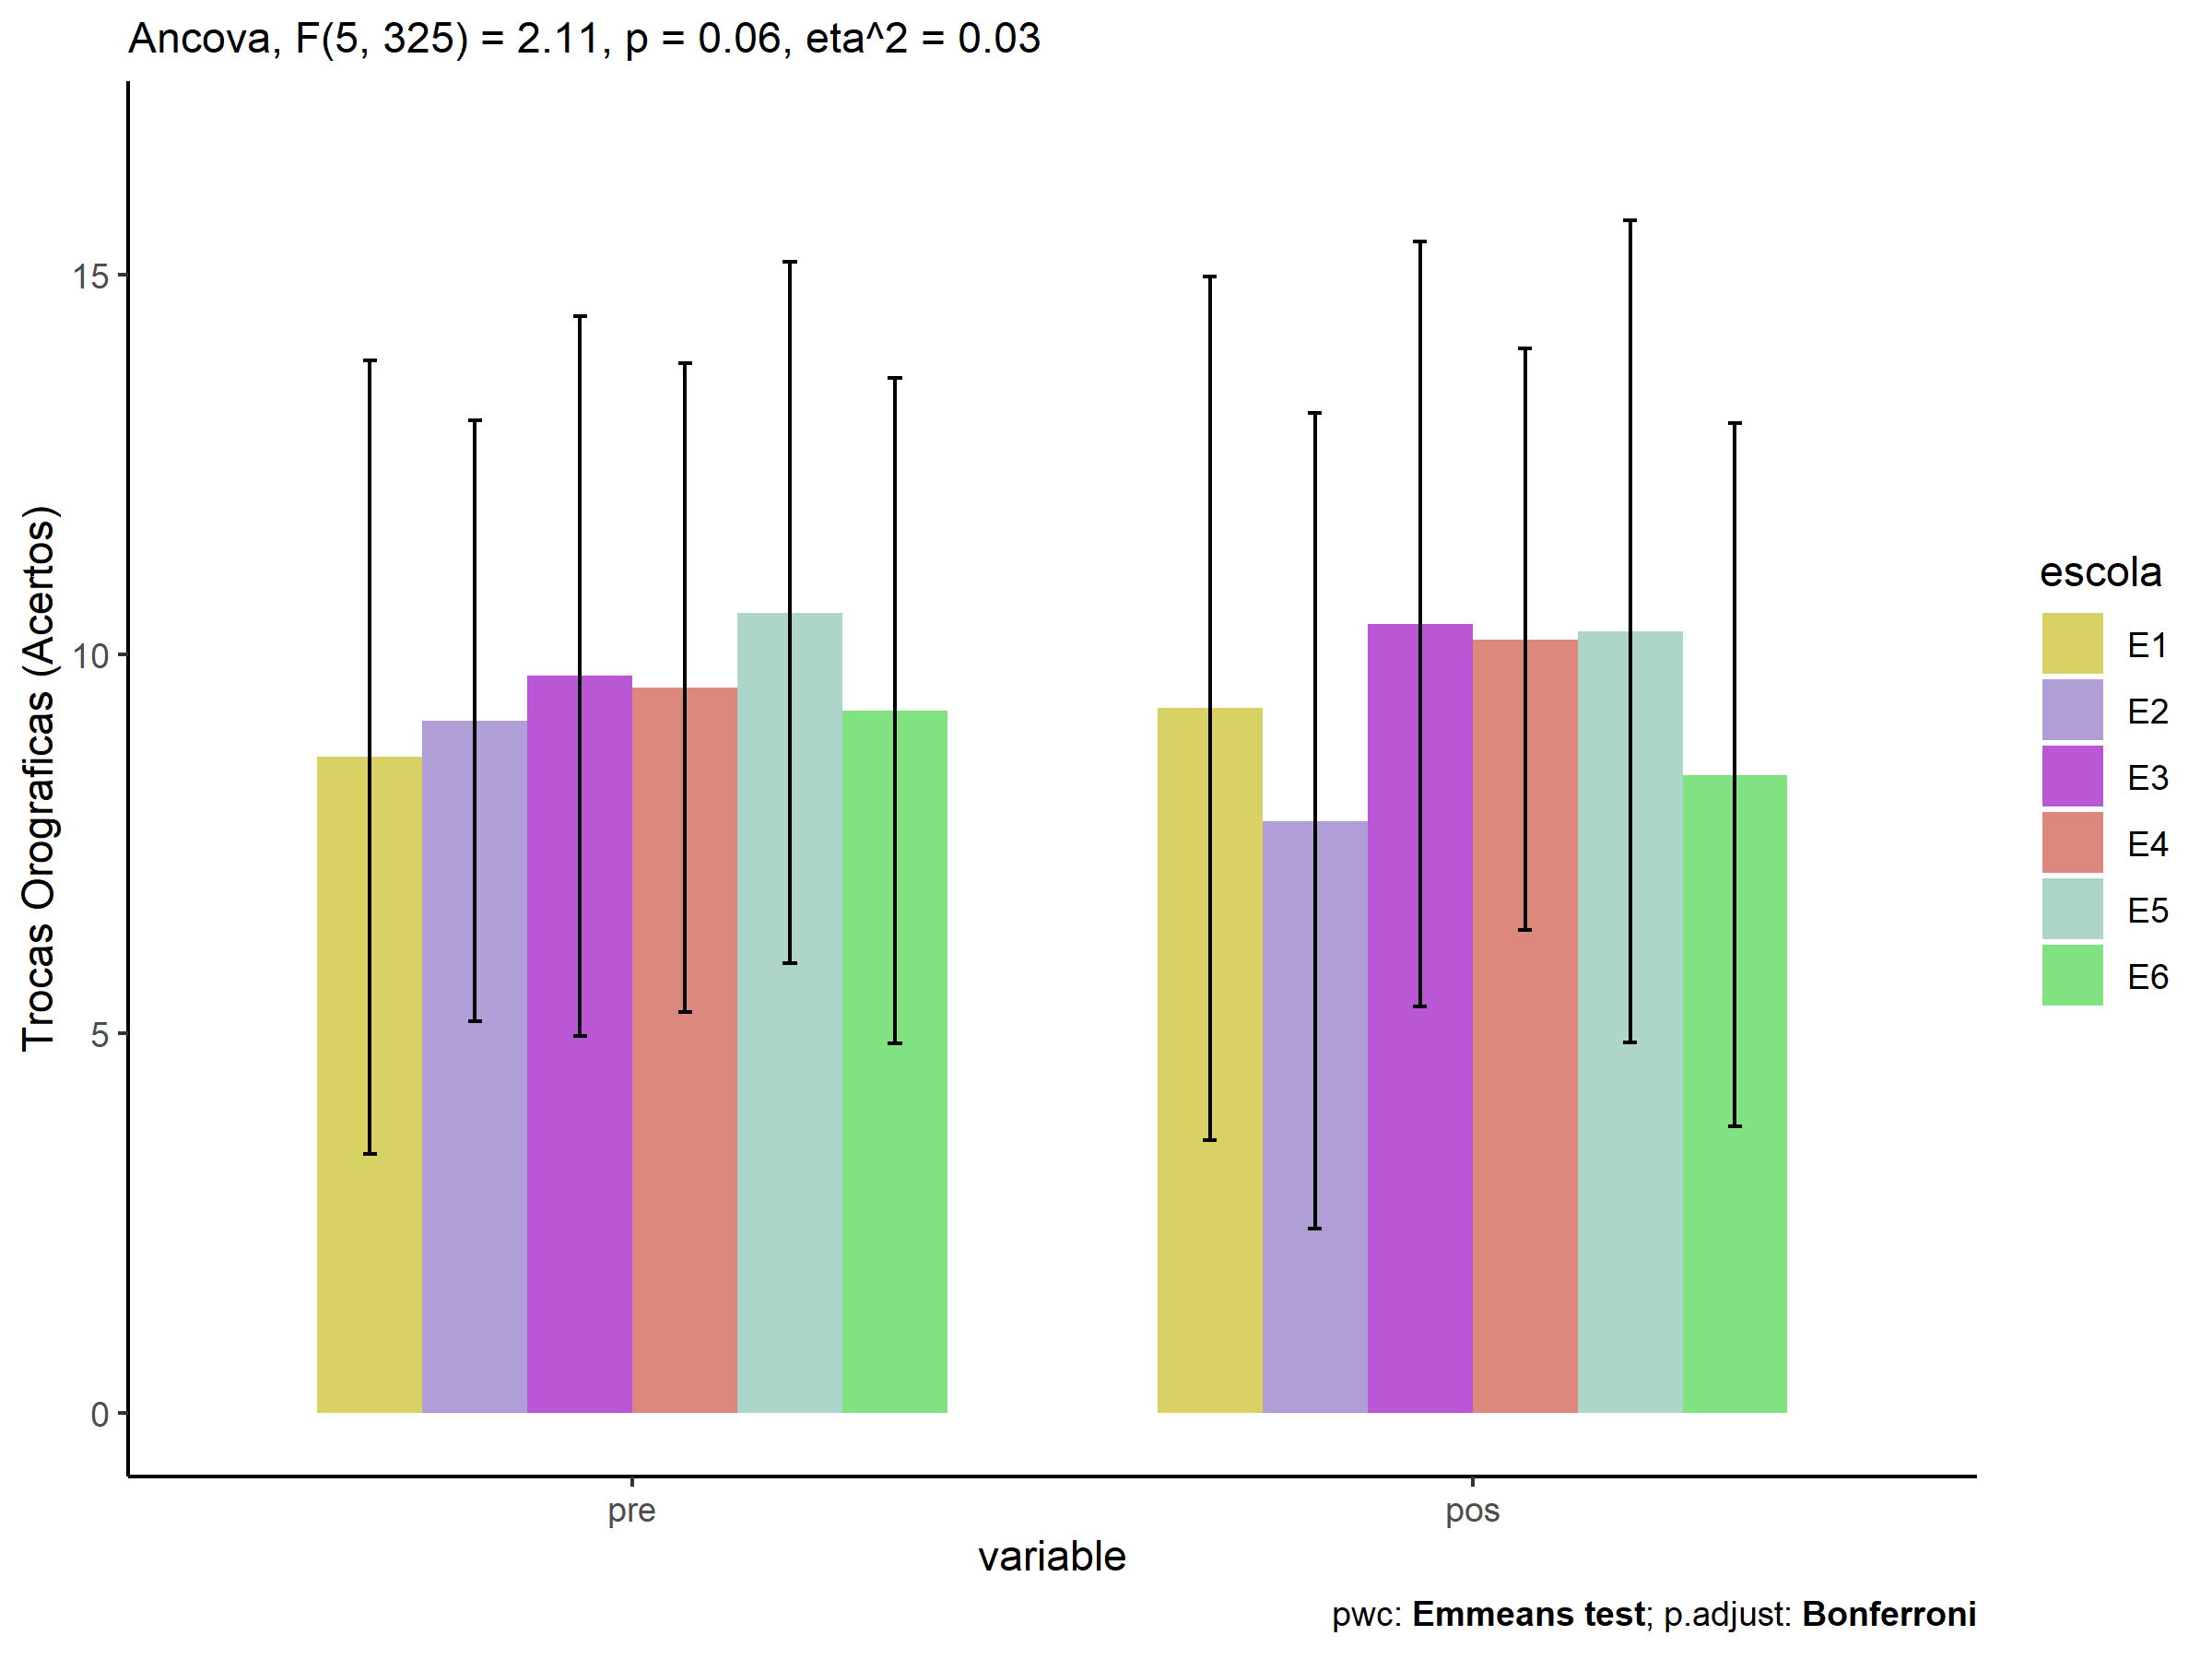 Ancova, F(5, 325) = 2.11, p = 0.06, eta^2 = 0.03
Trocas Orograficas (Acertos)
15
10
5
0
pre
pos
variable
escola
E1
E2
E3
E4
E5
E6
pwc: Emmeans test; p.adjust: Bonferroni